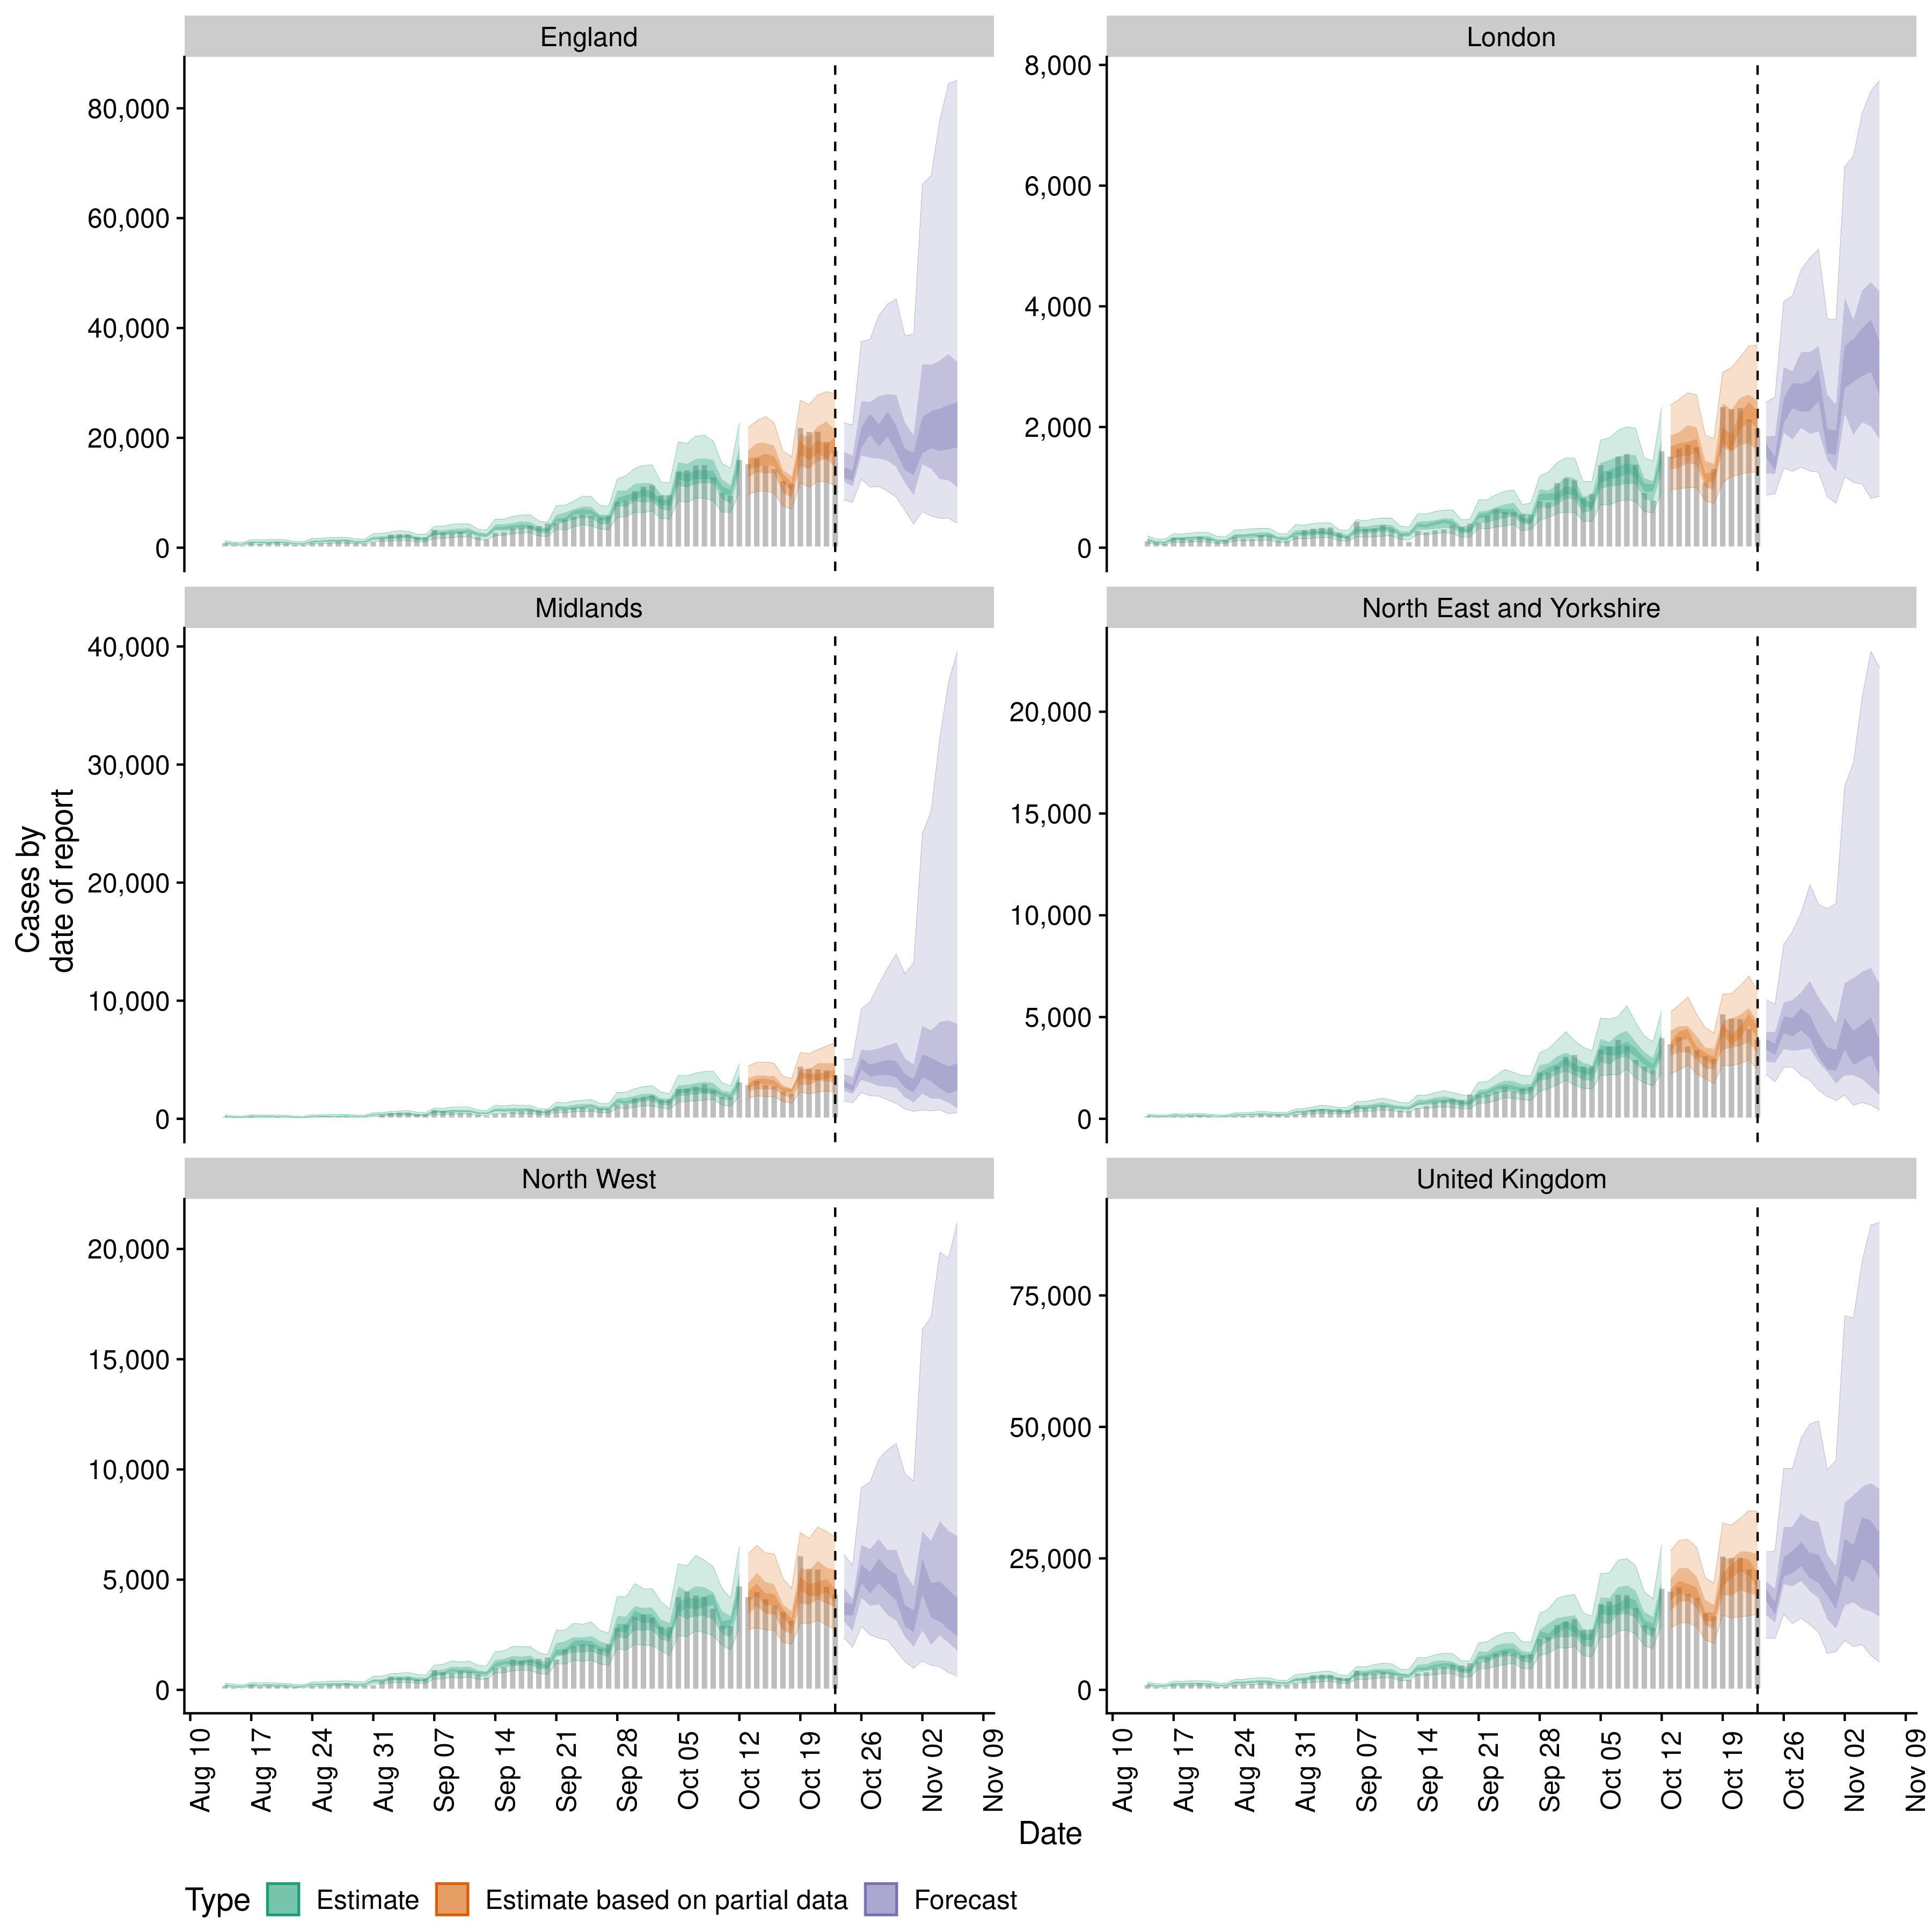 England
London
80,000
60,000
40,000
20,000
0
8,000
6,000
4,000
2,000
0
Midlands
North East and Yorkshire
40,000
30,000
20,000
10,000
0
20,000
15,000
10,000
5,000
0
Cases by
date of report
North West
United Kingdom
20,000
15,000
10,000
5,000
0
75,000
50,000
25,000
0
Aug 10
Aug 17
Aug 24
Aug 31
Sep 07
Sep 14
Sep 21
Sep 28
Oct 05
Oct 12
Oct 19
Oct 26
Nov 02
Nov 09
Aug 10
Aug 17
Aug 24
Aug 31
Sep 07
Sep 14
Sep 21
Sep 28
Oct 05
Oct 12
Oct 19
Oct 26
Nov 02
Nov 09
Date
Type Estimate Estimate based on partial data Forecast